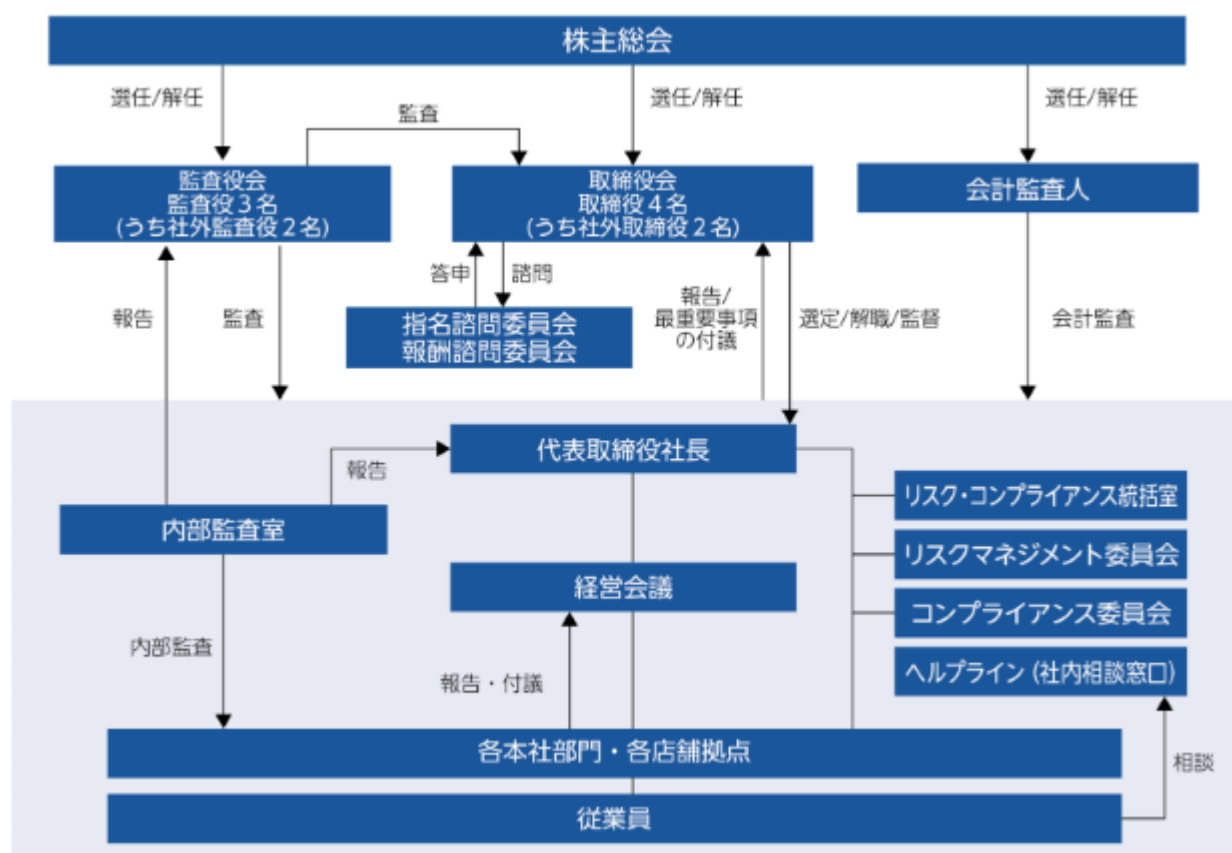 株主総会
選任/解任
選任/解任
選任/解任
監査
監査役会
監査役3名
(うち社外監査役2名)
取締役会
取締役4名
(うち社外取締役2名)
会計監査人
答申
諮問
報告
監査
指名諮問委員会
報酬諮問委員会
報告/
最重要事項
の付議
選定/解職/監督
会計監査
代表取締役社長
報告
リスク・コンプライアンス統括室
内部監査室
リスクマネジメント委員会
経営会議
コンプライアンス委員会
内部監査
ヘルプライン(社内相談窓口)
報告・付議
各本社部門・各店舗拠点
相談
従業員